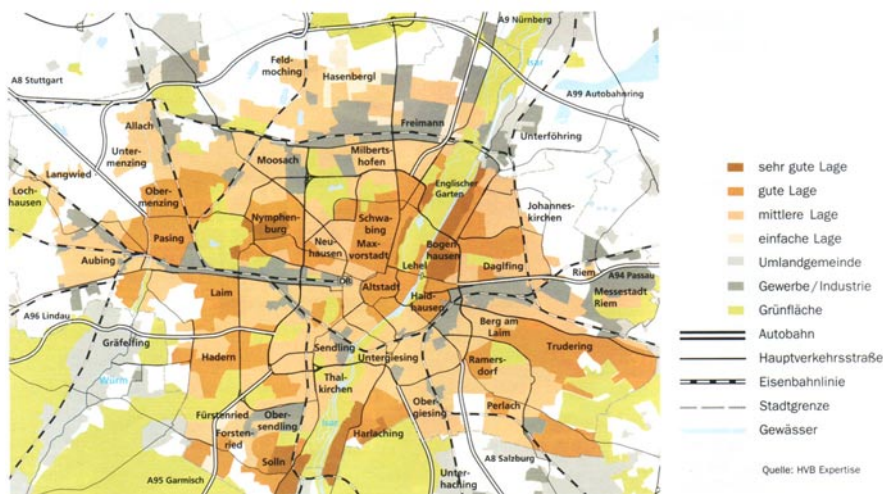 A9 Nürnberg
Isar
A8 Stuttgart
Feld-
moching
Hasenbergl
A99 Autobahnring
Allach
Freimann
Unterföhring
Unter-
menzing
Moosach
Milberts-
hofen
Langwied
Loch-
hausen
Ober-
menzing
Englischer
Garten
Johannes-
kirchen
Nymphen-
burg
Schwa-
bing
Pasing
Neu-
hausen
Max-
vorstadt
Bogen
hausen
Aubing
Lehel
Daglfing
Riem
A94 Passau
Messestadt
Riem
Laim
Altstadt
Haid-
hausen
A96 Lindau
Berg am
Laim
Gräfelfing
Sendling
Untergiesing
Trudering
Hadern
Ramers-
dorf
Würm
Thal-
kirchen
Fürstenried
Ober-
sendling
Ober-
giesing
Perlach
Forsten-
ried
Isar
Harlaching
Solln
A95 Garmisch
Unter-
haching
A8 Salzburg
sehr gute Lage
gute Lage
mittlere Lage
einfache Lage
Umlandgemeinde
Gewerbe/Industrie
Grünfläche
Autobahn
Hauptverkehrsstraße
Eisenbahnlinie
Stadtgrenze
Gewässer
Quelle: HVB Expertise